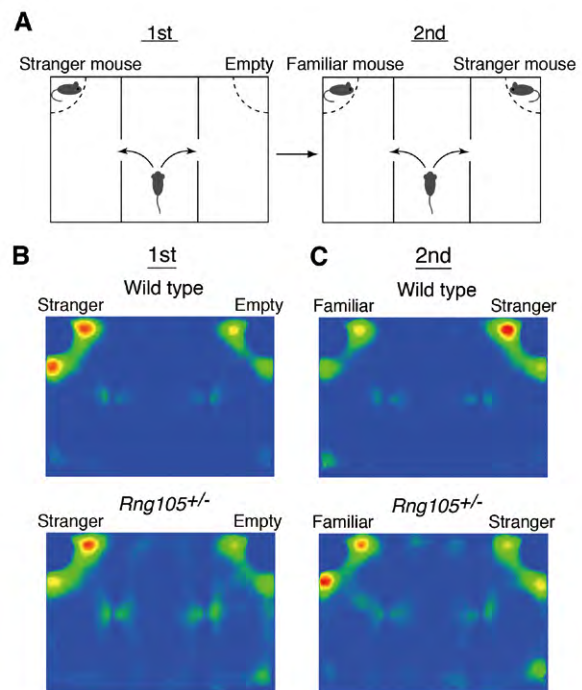 A
1st
2nd
Stranger mouse Empty Familiar mouse Stranger mouse
B 1st C 2nd
Wild type Wild type
Stranger Empty Familiar Stranger
Rng105+/- Rng105+/-
Stranger Empty Familiar Stranger